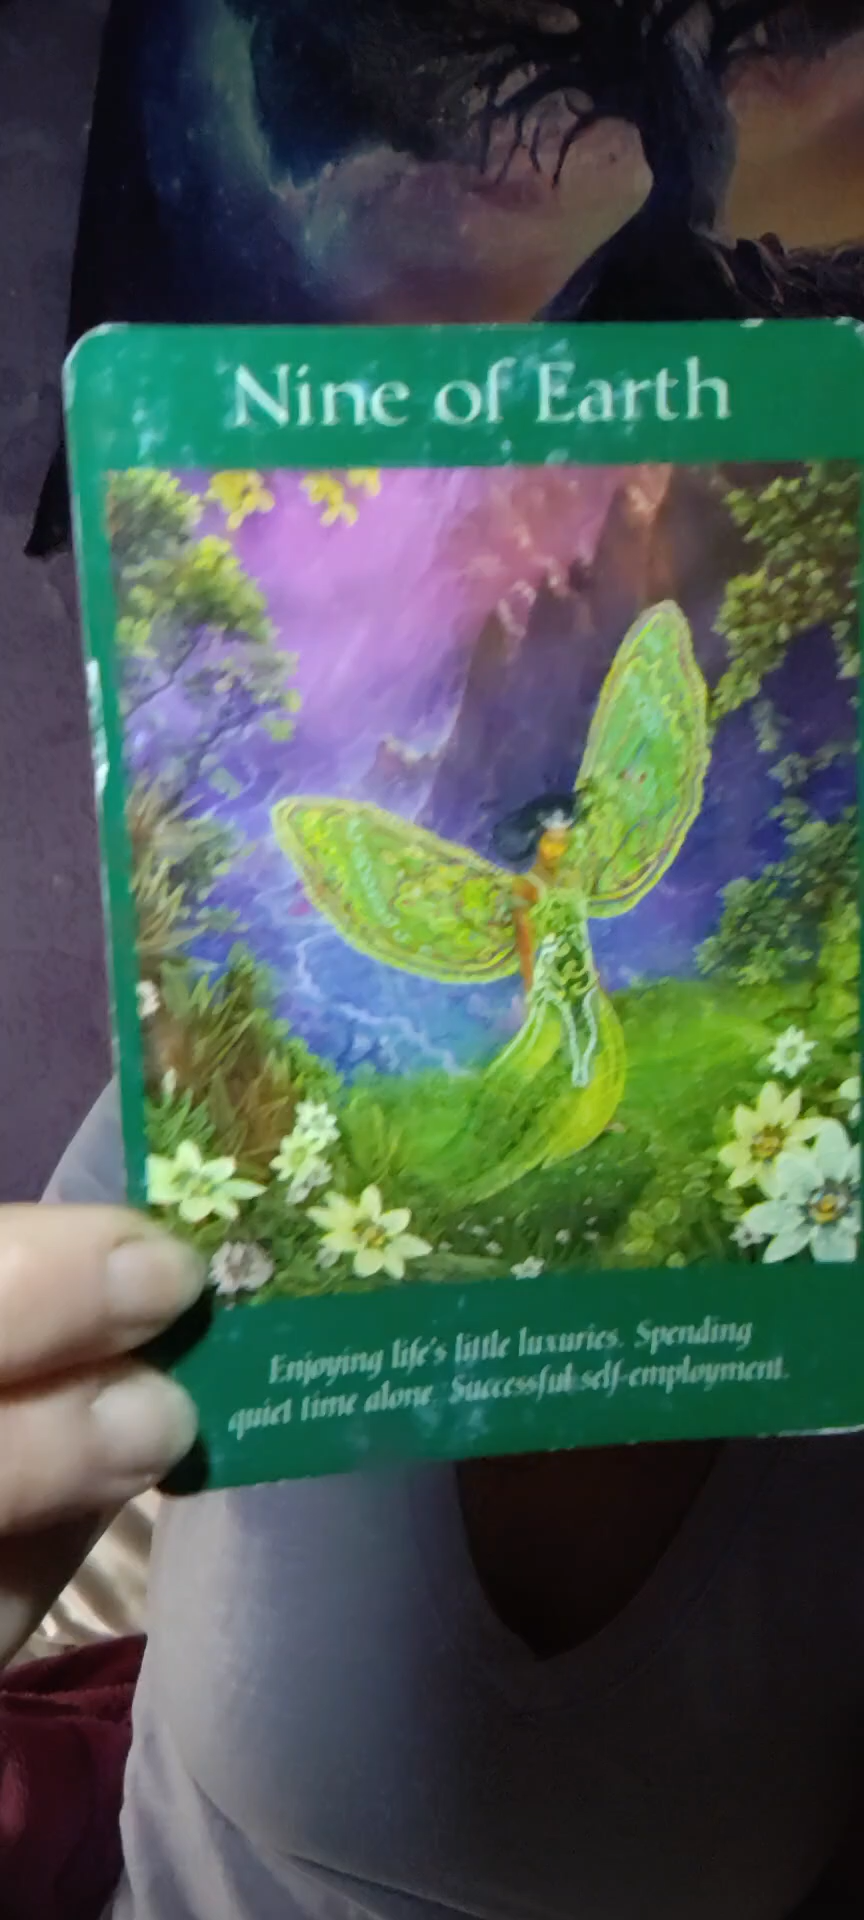 Nine of Earth
Enjoying life's little luxuries. Spending
quiet time alone. Successful self-employment.